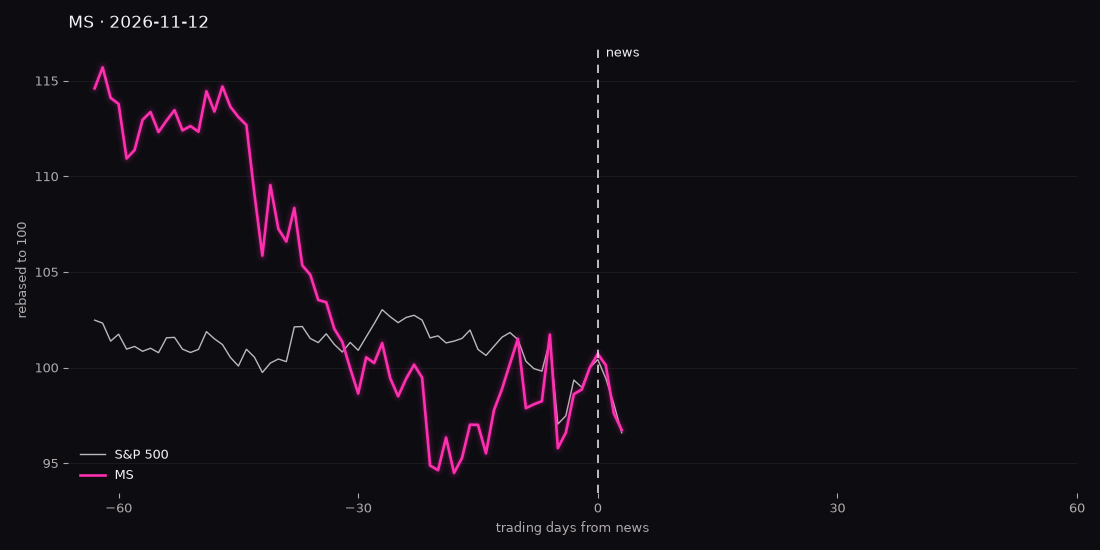 MS · 2026-11-12
news
115
110
105
100
95
rebased to 100
S&P 500
MS
−60
−30
0
30
60
trading days from news